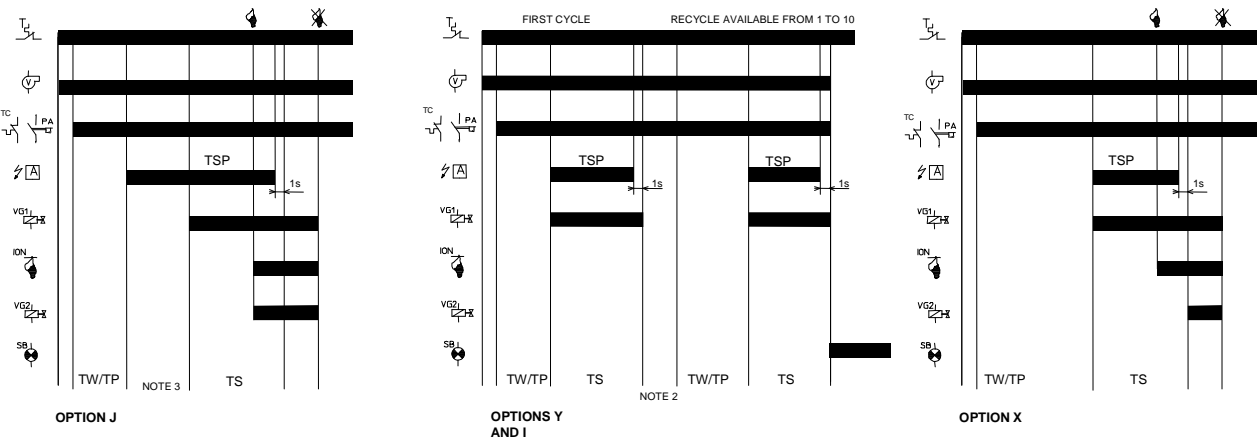 T
V
TC
PA
A
TSP
1s
VG1
ION
VG2
SB
TW/TP
NOTE 3
TS
OPTION J
FIRST CYCLE
RECYCLE AVAILABLE FROM 1 TO 10
T
V
TC
PA
A
TSP
1s
TSP
1s
VG1
ION
VG2
SB
TW/TP
TS
NOTE 2
TW/TP
TS
OPTIONS Y
AND I
T
V
TC
PA
A
TSP
1s
VG1
ION
VG2
SB
TW/TP
TS
OPTION X